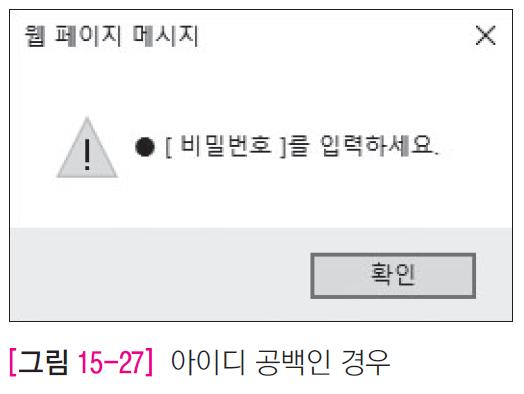 웹 페이지 메시지
● [ 비밀번호 ]를 입력하세요.
확인
[그림 15-27] 아이디 공백인 경우